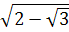 √(2 − √3)